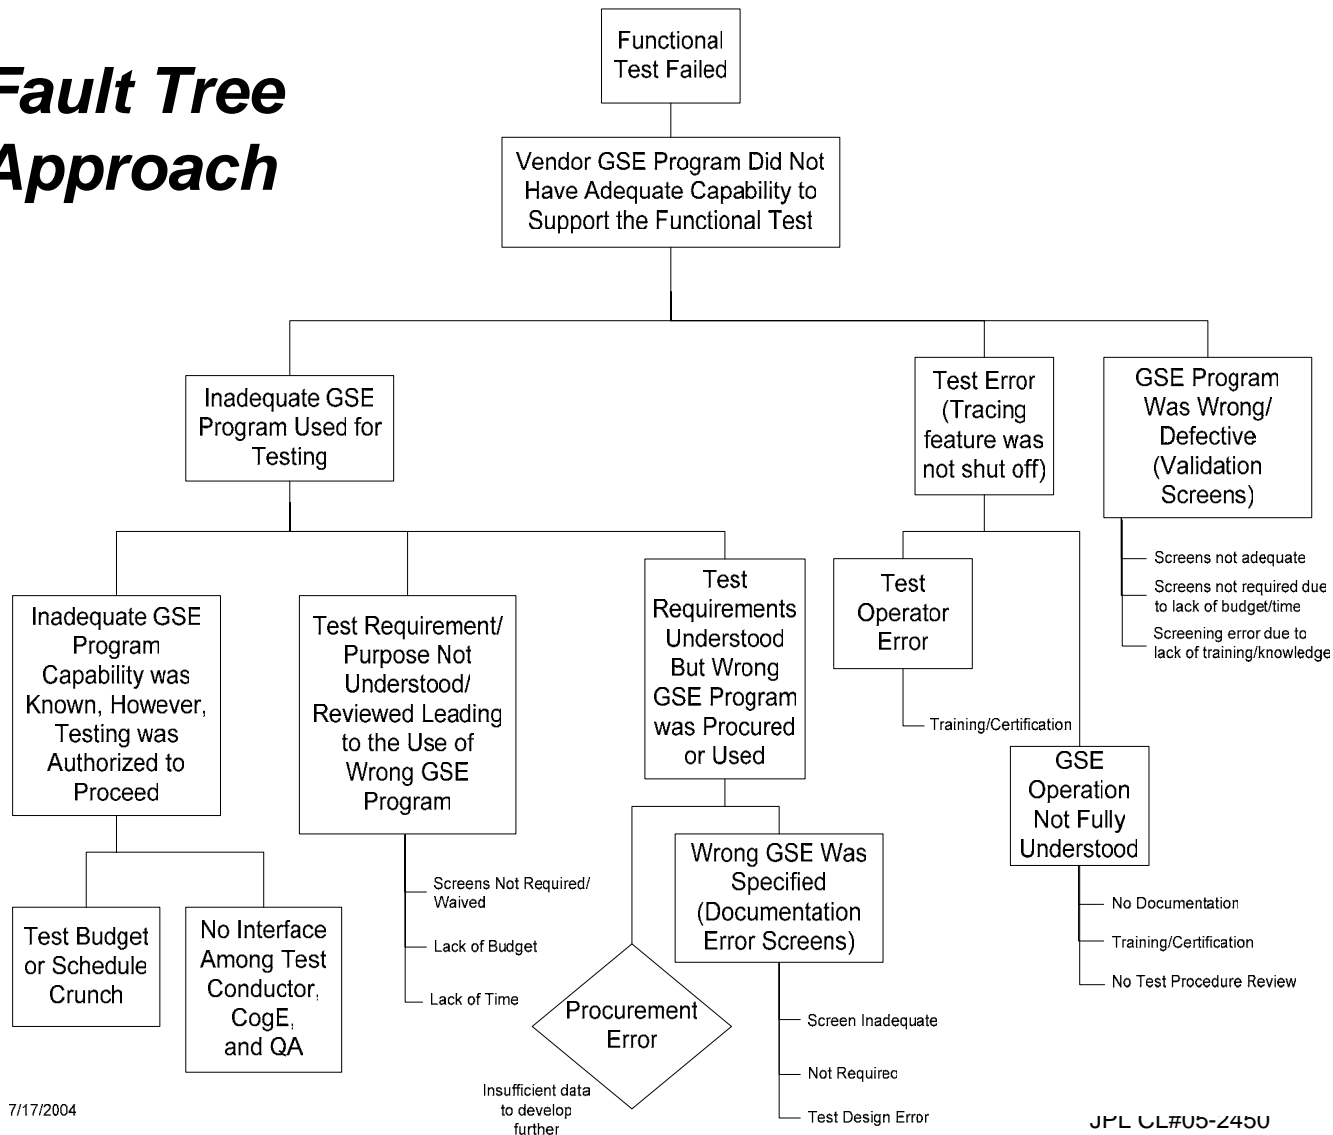 Fault Tree
Approach
Functional
Test Failed
Vendor GSE Program Did Not
Have Adequate Capability to
Support the Functional Test
Inadequate GSE
Program Used for
Testing
Test Error
(Tracing
feature was
not shut off)
GSE Program
Was Wrong/
Defective
(Validation
Screens)
Screens not adequate
Screens not required due
to lack of budget/time
Screening error due to
lack of training/knowledge
Inadequate GSE
Program
Capability was
Known, However,
Testing was
Authorized to
Proceed
Test Requirement/
Purpose Not
Understood/
Reviewed Leading
to the Use of
Wrong GSE
Program
Test
Requirements
Understood
But Wrong
GSE Program
was Procured
or Used
Test
Operator
Error
Training/Certification
GSE
Operation
Not Fully
Understood
No Documentation
Training/Certification
No Test Procedure Review
Test Budget
or Schedule
Crunch
No Interface
Among Test
Conductor,
CogE,
and QA
Screens Not Required/
Waived
Lack of Budget
Lack of Time
Procurement
Error
Insufficient data
to develop
further
Wrong GSE Was
Specified
(Documentation
Error Screens)
Screen Inadequate
Not Required
Test Design Error
7/17/2004
JPL CL#05-2450